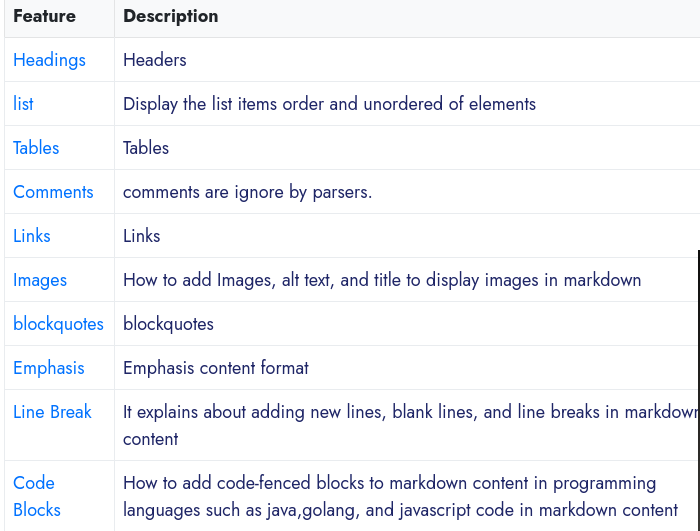 Feature Description
Headings Headers
list Display the list items order and unordered of elements
Tables Tables
Comments comments are ignore by parsers.
Links Links
Images How to add Images, alt text, and title to display images in markdown
blockquotes blockquotes
Emphasis Emphasis content format
Line Break It explains about adding new lines, blank lines, and line breaks in markdown
content
Code How to add code-fenced blocks to markdown content in programming
Blocks languages such as java,golang, and javascript code in markdown content